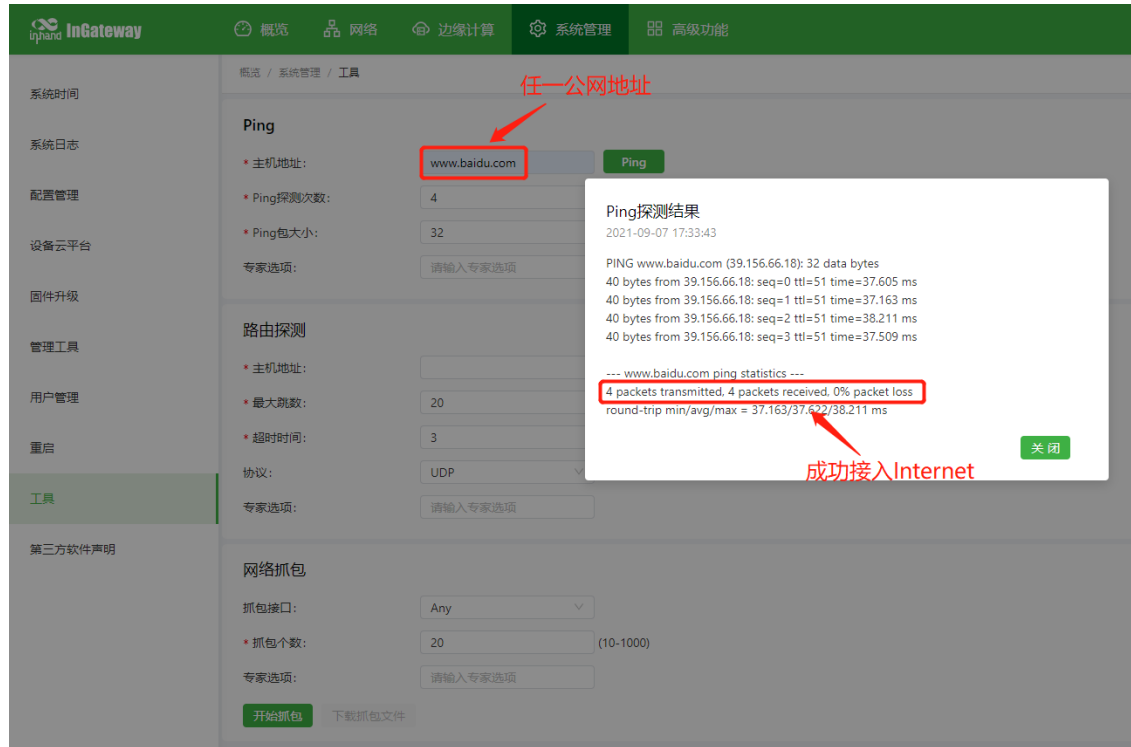 inhand InGateway
概览 网络 边缘计算 系统管理 高级功能
概览 / 系统管理 / 工具
任一公网地址
系统时间
系统日志
配置管理
设备云平台
固件升级
管理工具
用户管理
重启
工具
第三方软件声明
Ping
* 主机地址: www.baidu.com Ping
* Ping探测次数: 4
* Ping包大小: 32
专家选项: 请输入专家选项
路由探测
* 主机地址:
* 最大跳数: 20
* 超时时间: 3
协议: UDP
专家选项: 请输入专家选项
网络抓包
抓包接口: Any
* 抓包个数: 20 (10-1000)
专家选项: 请输入专家选项
开始抓包 下载抓包文件
Ping探测结果
2021-09-07 17:33:43
PING www.baidu.com (39.156.66.18): 32 data bytes
40 bytes from 39.156.66.18: seq=0 ttl=51 time=37.605 ms
40 bytes from 39.156.66.18: seq=1 ttl=51 time=37.163 ms
40 bytes from 39.156.66.18: seq=2 ttl=51 time=38.211 ms
40 bytes from 39.156.66.18: seq=3 ttl=51 time=37.509 ms
--- www.baidu.com ping statistics ---
4 packets transmitted, 4 packets received, 0% packet loss
round-trip min/avg/max = 37.163/37.622/38.211 ms
关闭
成功接入Internet